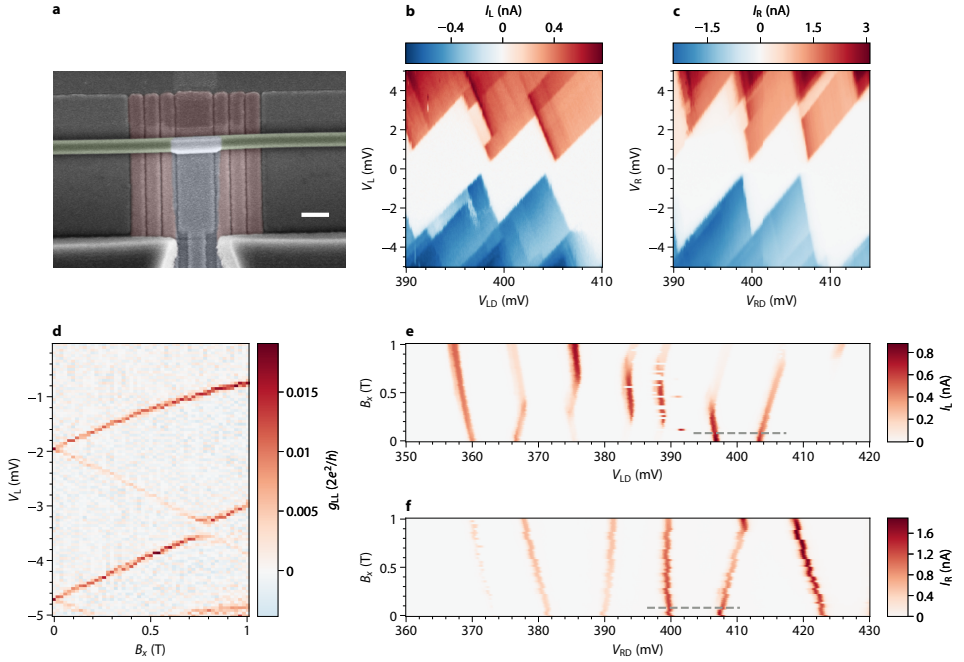 a
b
I_L (nA)
−0.4 0 0.4
4
2
0
−2
−4
V_L (mV)
390 400 410
V_LD (mV)
c
I_R (nA)
−1.5 0 1.5 3
4
2
0
−2
−4
V_R (mV)
390 400 410
V_RD (mV)
d
−1
−2
−3
−4
−5
V_L (mV)
0 0.5 1
B_x (T)
0.015
0.010
0.005
0
g_LL (2e²/h)
e
1
0.5
0
B_x (T)
350 360 370 380 390 400 410 420
V_LD (mV)
0.8
0.6
0.4
0.2
0
I_L (nA)
f
1
0.5
0
B_x (T)
360 370 380 390 400 410 420 430
V_RD (mV)
1.6
1.2
0.8
0.4
0
I_R (nA)